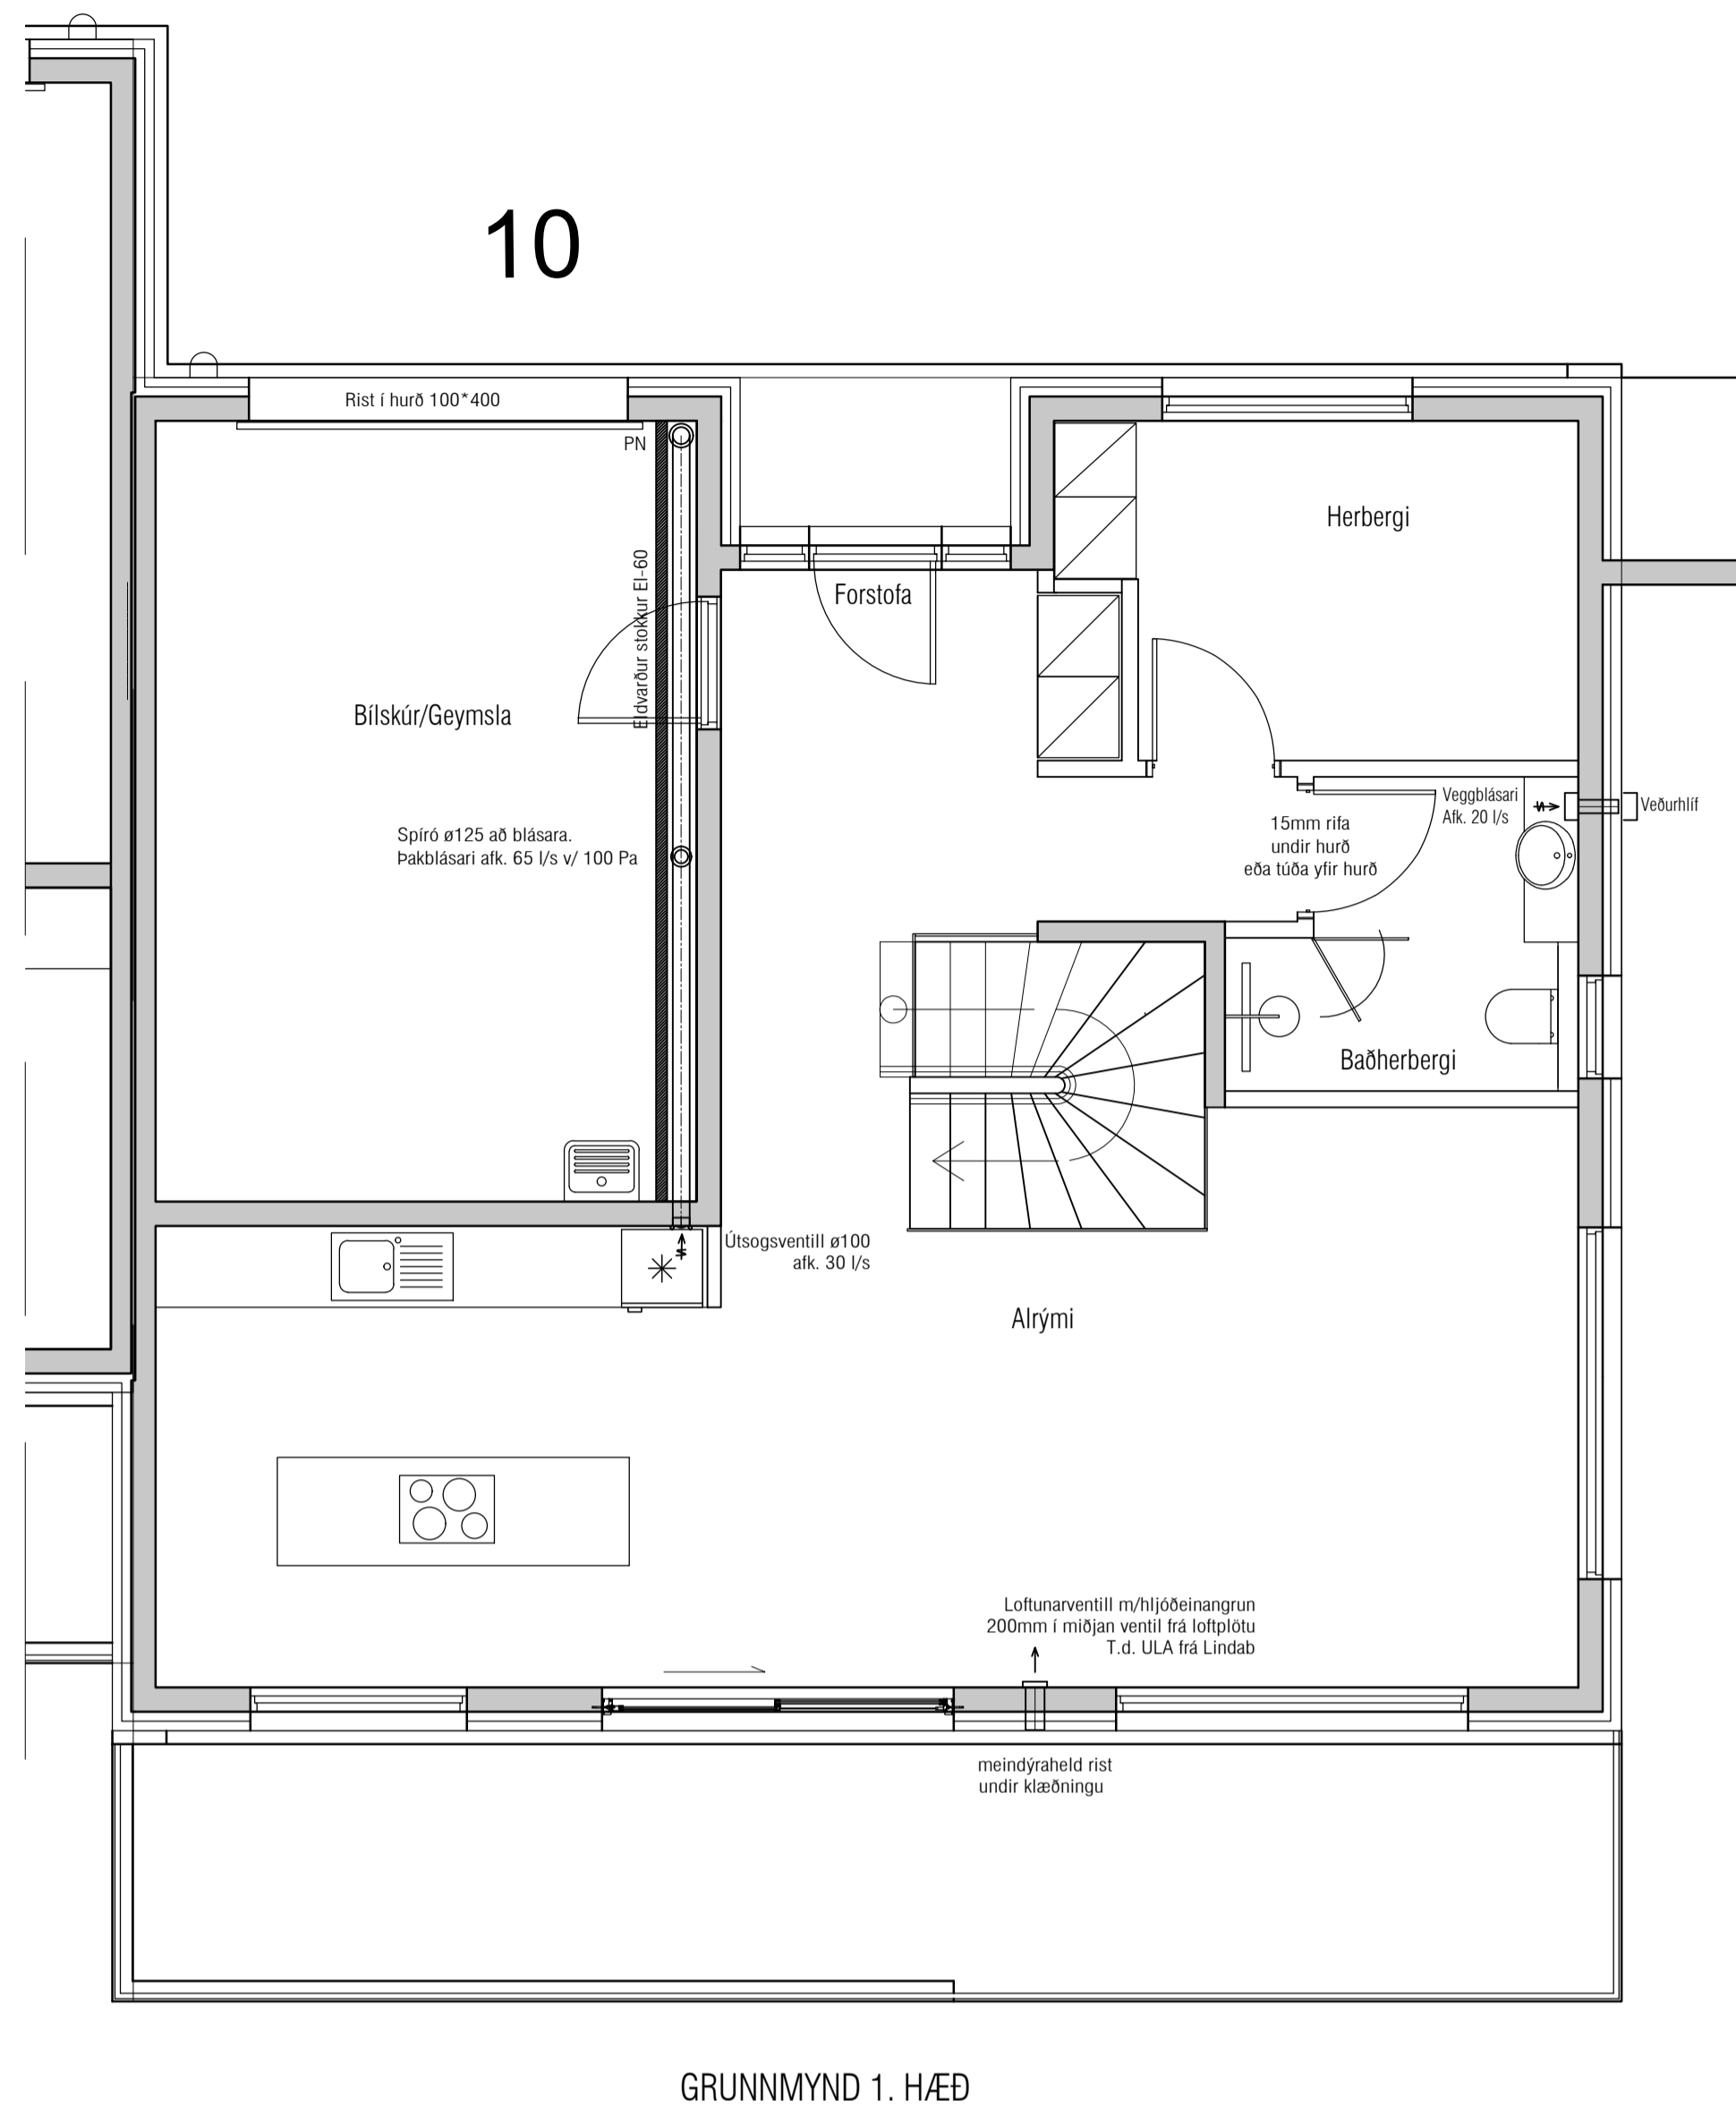 10
Rist í hurð 100*400
PN
Herbergi
Eldvarður stokkur EI-60
Forstofa
Bílskúr/Geymsla
Veggblásari
Afk. 20 l/s
Veðurhlíf
15mm rifa
undir hurð
eða túða yfir hurð
Spíró ø125 að blásara.
Þakblásari afk. 65 l/s v/ 100 Pa
Baðherbergi
Útsogsventill ø100
afk. 30 l/s
Alrými
Loftunarventill m/hljóðeinangrun
200mm í miðjan ventil frá loftplötu
T.d. ULA frá Lindab
meindýraheld rist
undir klæðningu
GRUNNMYND 1. HÆÐ